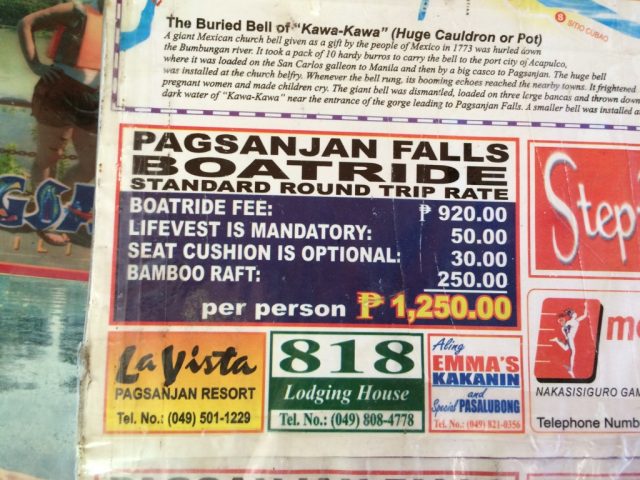 SITIO CUBAO
The Buried Bell of "Kawa-Kawa" (Huge Cauldron or Pot)
A giant Mexican church bell given as a gift by the people of Mexico in 1773 was hurled down
the Bumbungan river. It took a pack of 10 hardy burros to carry the bell to the port city of Acapulco,
where it was loaded on the San Carlos galleon to Manila and then by a big casco to Pagsanjan. The huge bell
was installed at the church belfry. Whenever the bell rung, its booming echoes reached the nearby towns. It frightened
pregnant women and made children cry. The giant bell was dismantled, loaded on three large bancas and thrown down
dark water of "Kawa-Kawa" near the entrance of the gorge leading to Pagsanjan Falls. A smaller bell was installed
PAGSANJAN FALLS
BOATRIDE
STANDARD ROUND TRIP RATE
BOATRIDE FEE: ₱ 920.00
LIFEVEST IS MANDATORY: 50.00
SEAT CUSHION IS OPTIONAL: 30.00
BAMBOO RAFT: 250.00
per person ₱ 1,250.00
Step
La Vista
PAGSANJAN RESORT
Tel. No.: (049) 501-1229
818
Lodging House
Tel. No.: (049) 808-4778
Aling
EMMA'S
KAKANIN
and
Special PASALUBONG
Tel. No.: (049) 821-0356
NAKASISIGURO
Telephone